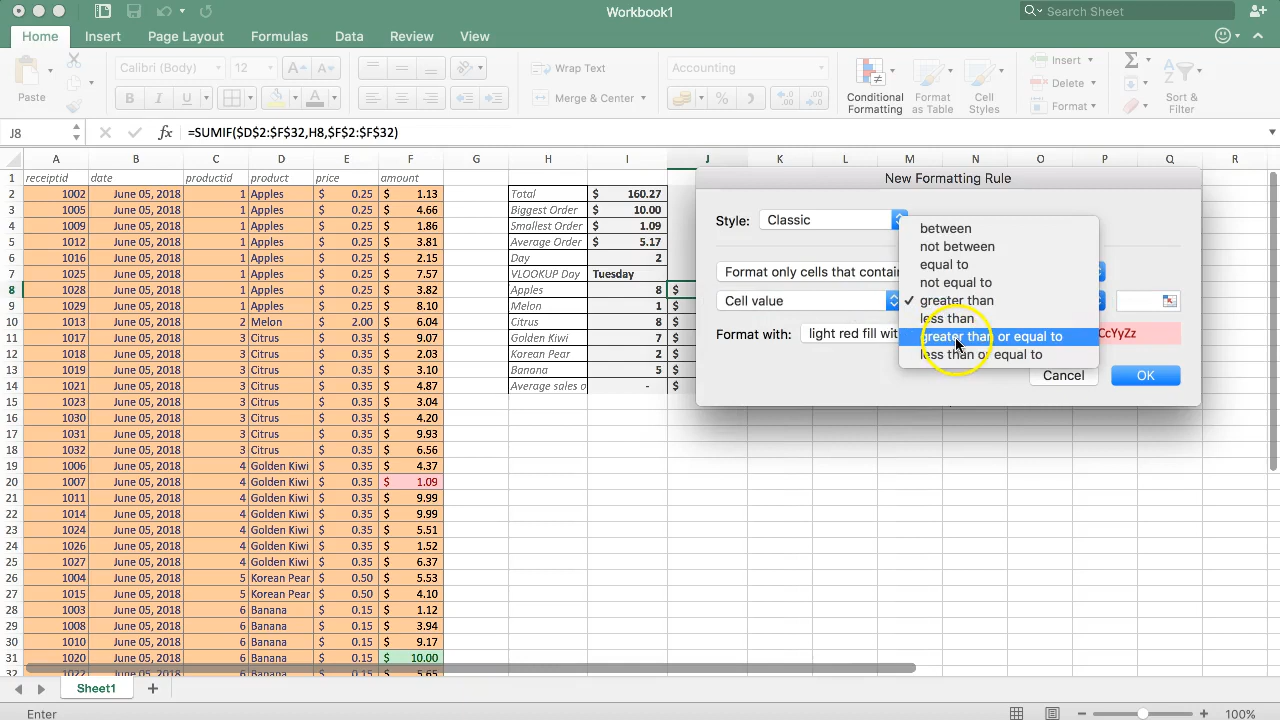 Workbook1
Search Sheet
Home Insert Page Layout Formulas Data Review View
Paste
Calibri (Body) 12 A A
B I U A
Wrap Text
Merge & Center
Accounting
%
Conditional Formatting
Format as Table
Cell Styles
Insert
Delete
Format
Sort & Filter
J8 fx =SUMIF($D$2:$F$32,H8,$F$2:$F$32)
A B C D E F G H I J K L M N O P Q R
1 receiptid date productid product price amount
2 1002 June 05, 2018 1 Apples $ 0.25 $ 1.13 Total $ 160.27
3 1005 June 05, 2018 1 Apples $ 0.25 $ 4.66 Biggest Order $ 10.00
4 1009 June 05, 2018 1 Apples $ 0.25 $ 1.86 Smallest Order $ 1.09
5 1012 June 05, 2018 1 Apples $ 0.25 $ 3.81 Average Order $ 5.17
6 1016 June 05, 2018 1 Apples $ 0.25 $ 2.15 Day 2
7 1025 June 05, 2018 1 Apples $ 0.25 $ 7.57 VLOOKUP Day Tuesday
8 1028 June 05, 2018 1 Apples $ 0.25 $ 3.82 Apples 8 $
9 1029 June 05, 2018 1 Apples $ 0.25 $ 8.10 Melon 1 $
10 1013 June 05, 2018 2 Melon $ 2.00 $ 6.04 Citrus 8 $
11 1017 June 05, 2018 3 Citrus $ 0.35 $ 9.07 Golden Kiwi 7 $
12 1018 June 05, 2018 3 Citrus $ 0.35 $ 2.03 Korean Pear 2 $
13 1019 June 05, 2018 3 Citrus $ 0.35 $ 3.10 Banana 5 $
14 1021 June 05, 2018 3 Citrus $ 0.35 $ 4.87 Average sales o - $
15 1023 June 05, 2018 3 Citrus $ 0.35 $ 3.04
16 1030 June 05, 2018 3 Citrus $ 0.35 $ 4.20
17 1031 June 05, 2018 3 Citrus $ 0.35 $ 9.93
18 1032 June 05, 2018 3 Citrus $ 0.35 $ 6.56
19 1006 June 05, 2018 4 Golden Kiwi $ 0.35 $ 4.37
20 1007 June 05, 2018 4 Golden Kiwi $ 0.35 $ 1.09
21 1011 June 05, 2018 4 Golden Kiwi $ 0.35 $ 9.99
22 1014 June 05, 2018 4 Golden Kiwi $ 0.35 $ 9.99
23 1024 June 05, 2018 4 Golden Kiwi $ 0.35 $ 5.51
24 1026 June 05, 2018 4 Golden Kiwi $ 0.35 $ 1.52
25 1027 June 05, 2018 4 Golden Kiwi $ 0.35 $ 6.37
26 1004 June 05, 2018 5 Korean Pear $ 0.50 $ 5.53
27 1015 June 05, 2018 5 Korean Pear $ 0.50 $ 4.10
28 1003 June 05, 2018 6 Banana $ 0.15 $ 1.12
29 1008 June 05, 2018 6 Banana $ 0.15 $ 3.94
30 1010 June 05, 2018 6 Banana $ 0.15 $ 9.17
31 1020 June 05, 2018 6 Banana $ 0.15 $ 10.00
32 1022 June 05, 2018 6 Banana $ 0.15 $ 5.65
New Formatting Rule
Style: Classic
Format only cells that contain
Cell value
Format with: light red fill wit
CcYyZz
between
not between
equal to
not equal to
✓ greater than
less than
greater than or equal to
less than or equal to
Cancel OK
Sheet1 +
Enter
100%